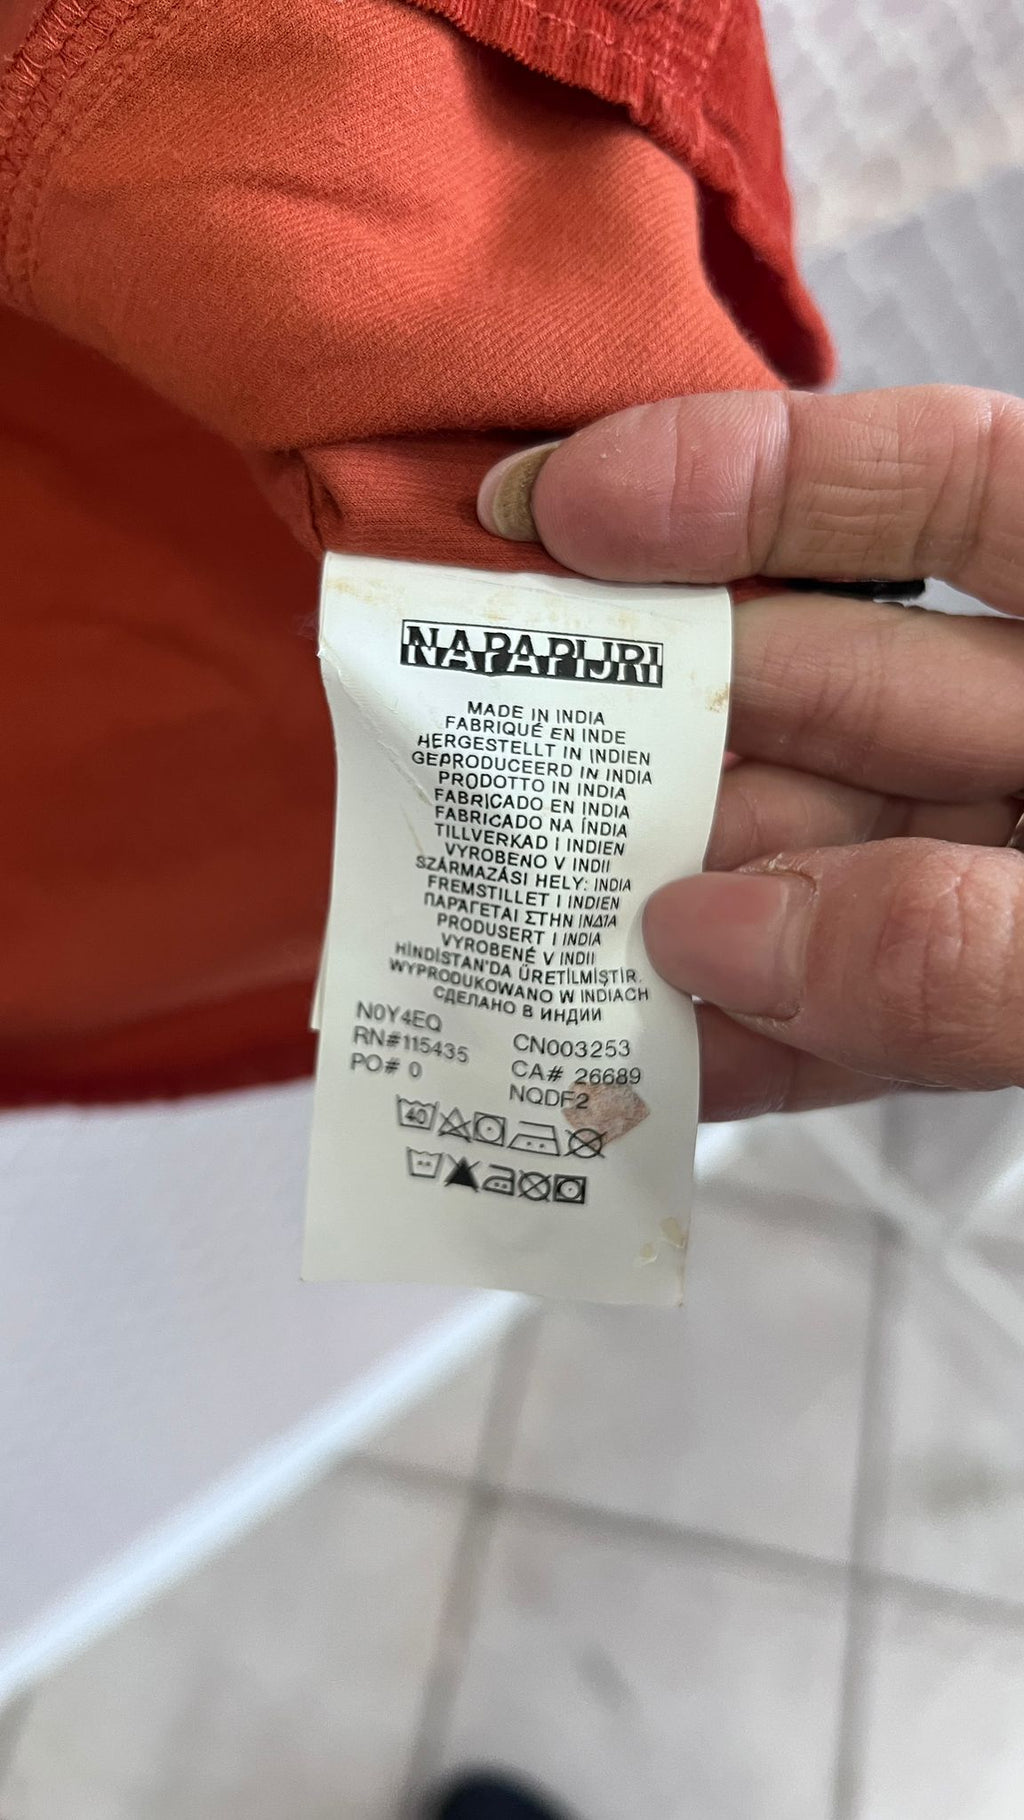 NAPAPIJRI
MADE IN INDIA
FABRIQUÉ EN INDE
HERGESTELLT IN INDIEN
GEPRODUCEERD IN INDIA
PRODOTTO IN INDIA
FABRICADO EN INDIA
FABRICADO NA ÍNDIA
TILLVERKAD I INDIEN
VYROBENO V INDII
SZÁRMAZÁSI HELY: INDIA
FREMSTILLET I INDIEN
ΠΑΡΑΓΕΤΑΙ ΣΤΗΝ ΙΝΔΙΑ
PRODUSERT I INDIA
VYROBENÉ V INDII
HİNDİSTAN'DA ÜRETİLMİŞTİR.
WYPRODUKOWANO W INDIACH
СДЕЛАНО В ИНДИИ
N0Y4EQ
RN#115435 CN003253
PO# 0 CA# 26689
NQDF2
40